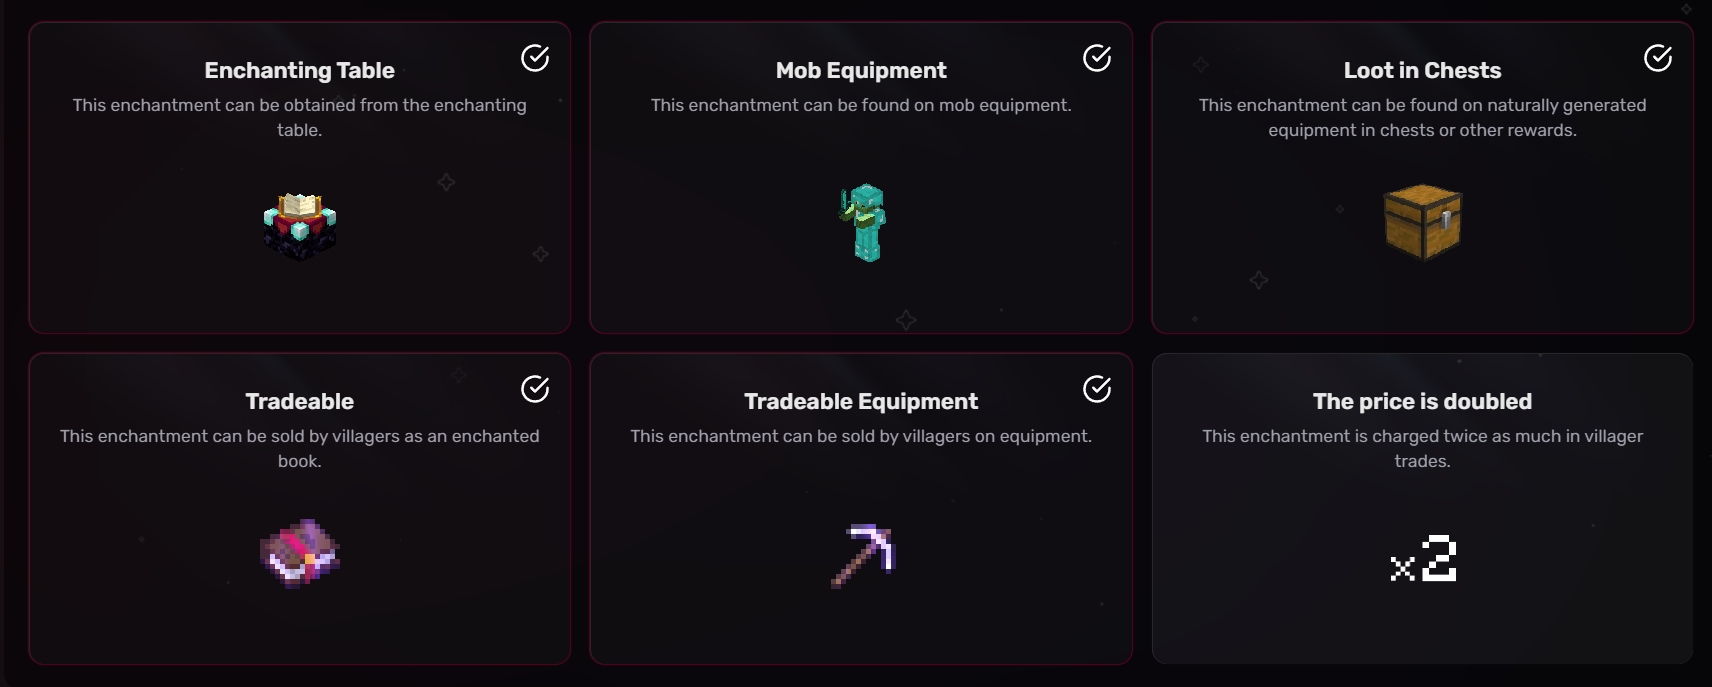 Enchanting Table
This enchantment can be obtained from the enchanting
table.
Mob Equipment
This enchantment can be found on mob equipment.
Loot in Chests
This enchantment can be found on naturally generated
equipment in chests or other rewards.
Tradeable
This enchantment can be sold by villagers as an enchanted
book.
Tradeable Equipment
This enchantment can be sold by villagers on equipment.
The price is doubled
This enchantment is charged twice as much in villager
trades.
x2